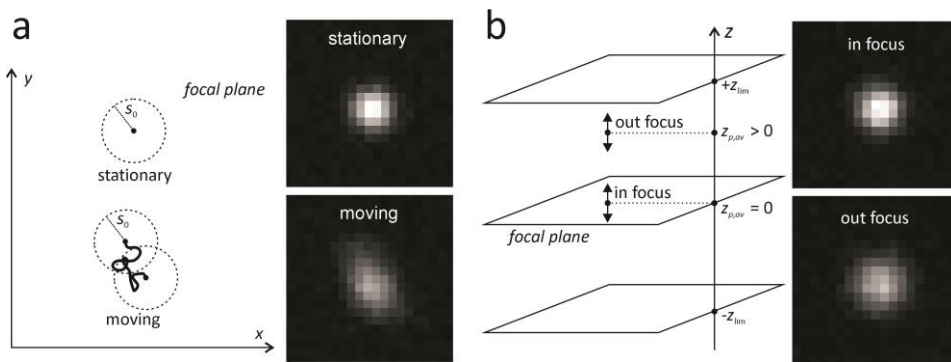 a
y
focal plane
s0
stationary
s0
moving
x
stationary
moving
b
z
+zlim
out focus
zp,av > 0
in focus
zp,av = 0
focal plane
-zlim
in focus
out focus